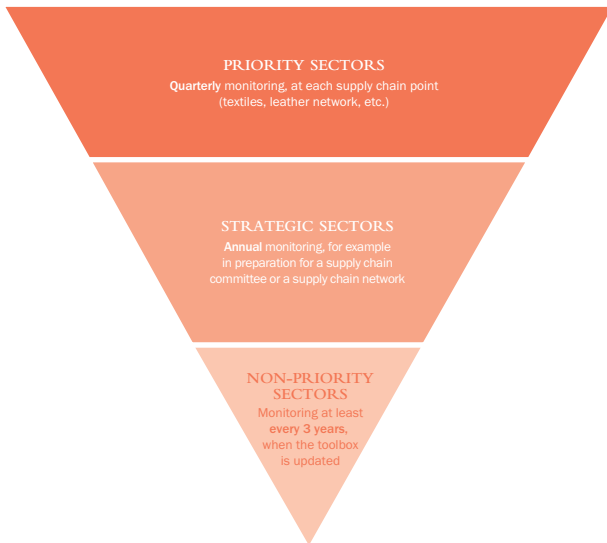 PRIORITY SECTORS
Quarterly monitoring, at each supply chain point
(textiles, leather network, etc.)
STRATEGIC SECTORS
Annual monitoring, for example
in preparation for a supply chain
committee or a supply chain network
NON-PRIORITY
SECTORS
Monitoring at least
every 3 years,
when the toolbox
is updated